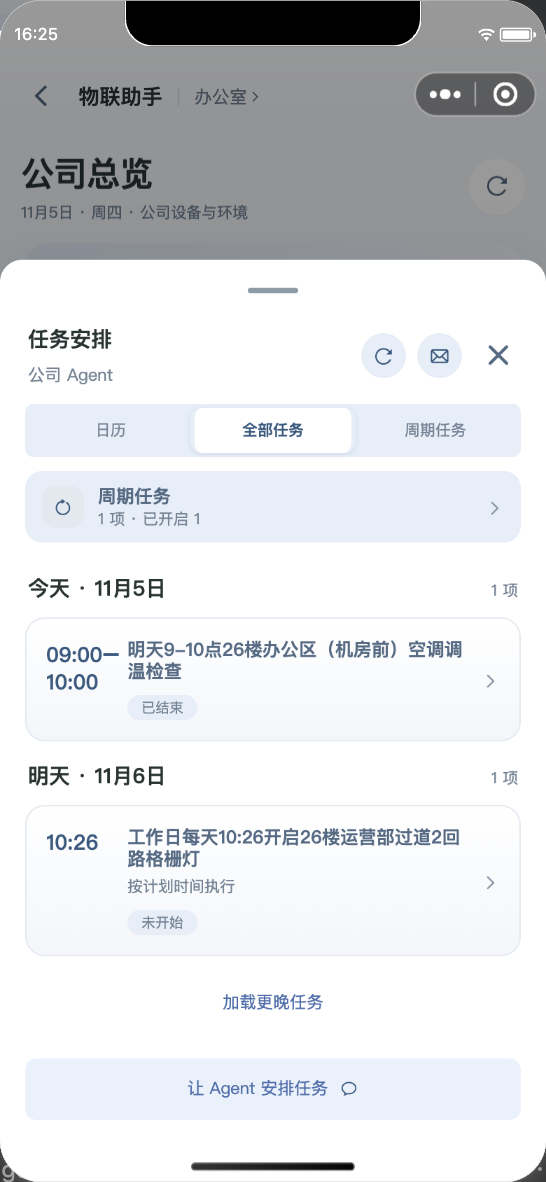 16:25
物联助手
办公室 >
公司总览
11月5日 · 周四 · 公司设备与环境
任务安排
公司 Agent
日历
全部任务
周期任务
周期任务
1 项 · 已开启 1
今天 · 11月5日
1 项
09:00–
10:00
明天9–10点26楼办公区（机房前）空调调
温检查
已结束
明天 · 11月6日
1 项
10:26
工作日每天10:26开启26楼运营部过道2回
路格栅灯
按计划时间执行
未开始
加载更晚任务
让 Agent 安排任务